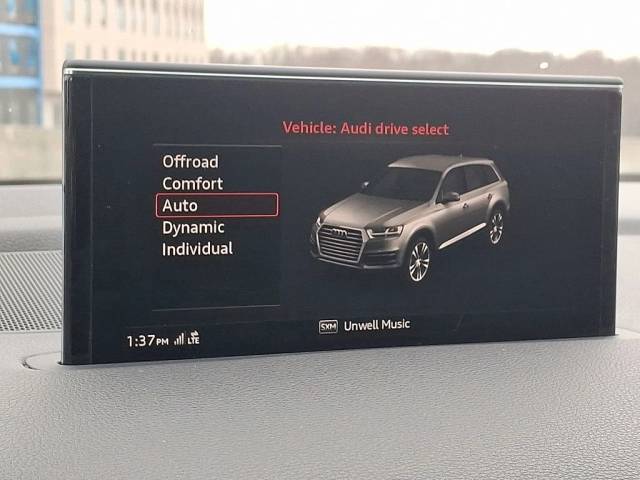 Vehicle: Audi drive select
Offroad
Comfort
Auto
Dynamic
Individual
SXM Unwell Music
1:37PM LTE